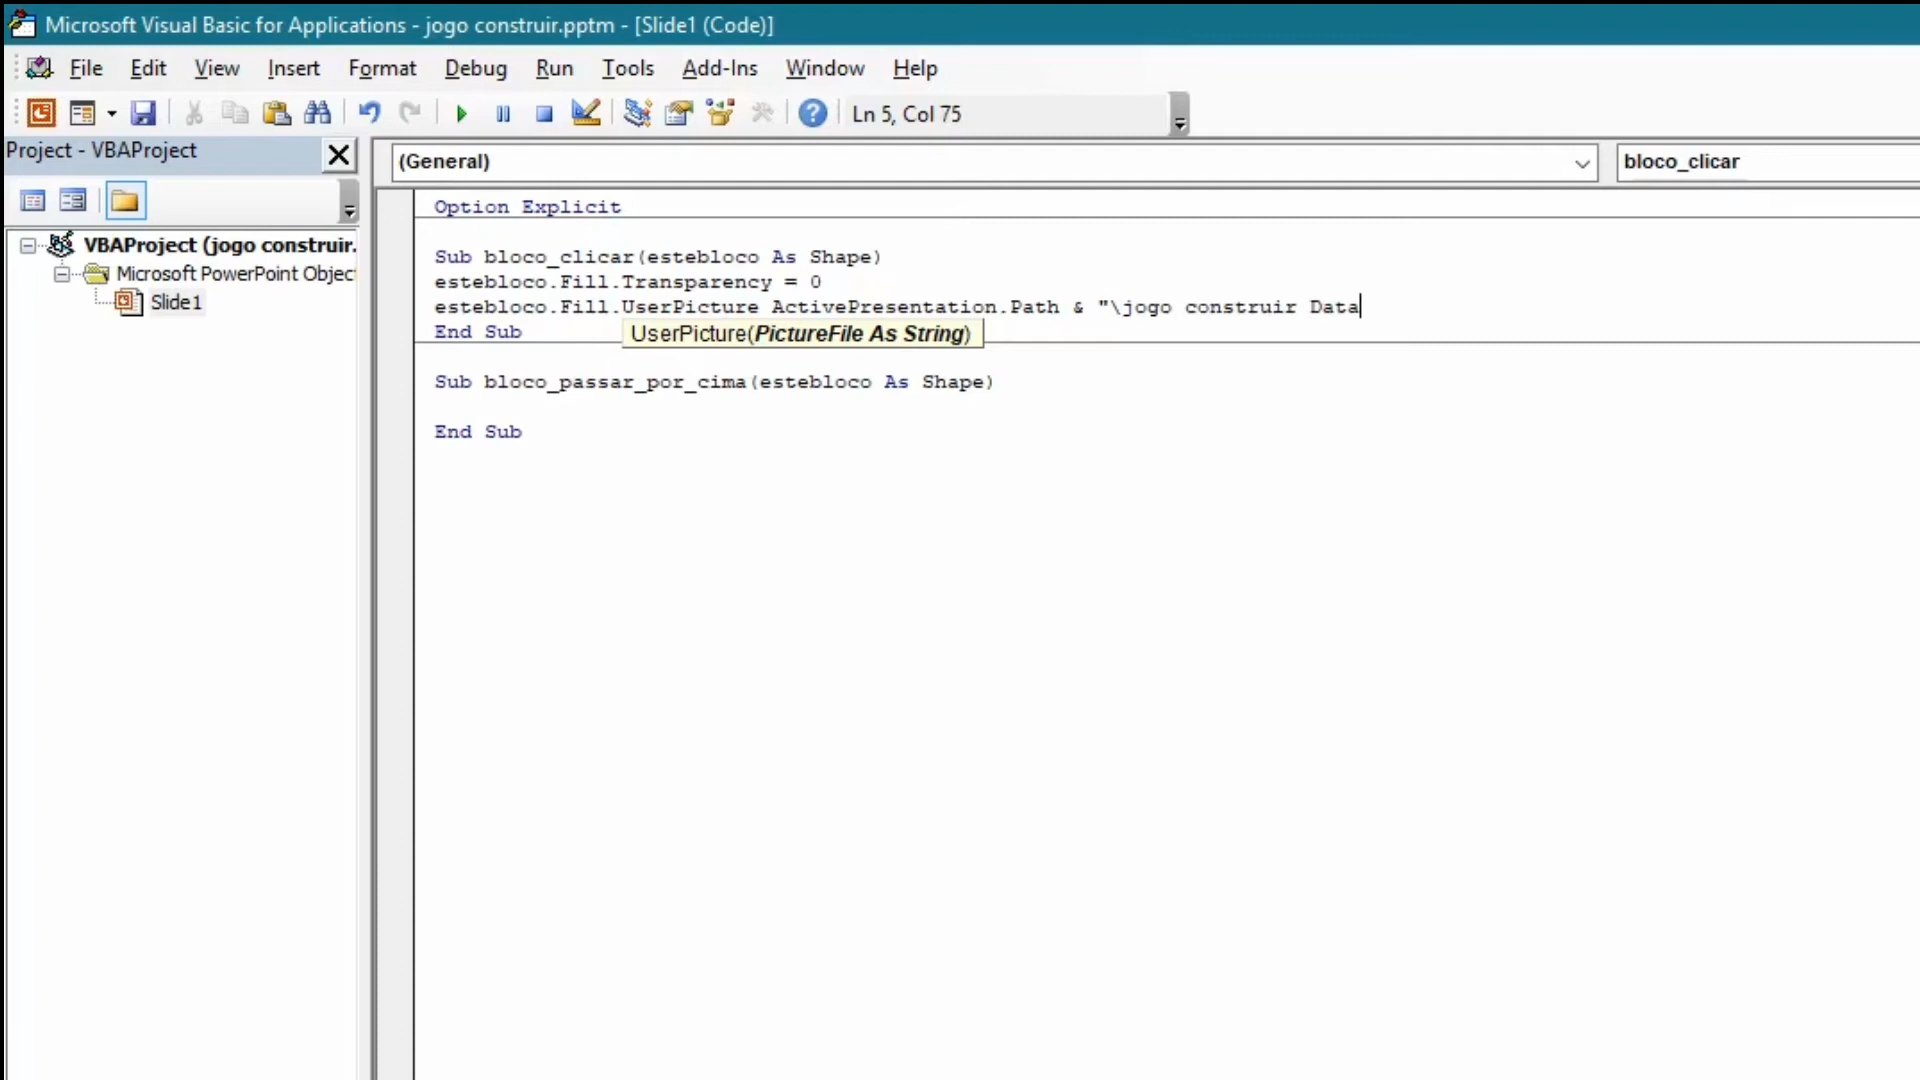 Microsoft Visual Basic for Applications - jogo construir.pptm - [Slide1 (Code)]
File Edit View Insert Format Debug Run Tools Add-Ins Window Help
Ln 5, Col 75
Project - VBAProject
(General)
bloco_clicar
VBAProject (jogo construir.
Microsoft PowerPoint Objec
Slide1
Option Explicit
Sub bloco_clicar(estebloco As Shape)
estebloco.Fill.Transparency = 0
estebloco.Fill.UserPicture ActivePresentation.Path & "\jogo construir Data
End Sub
UserPicture(PictureFile As String)
Sub bloco_passar_por_cima(estebloco As Shape)
End Sub